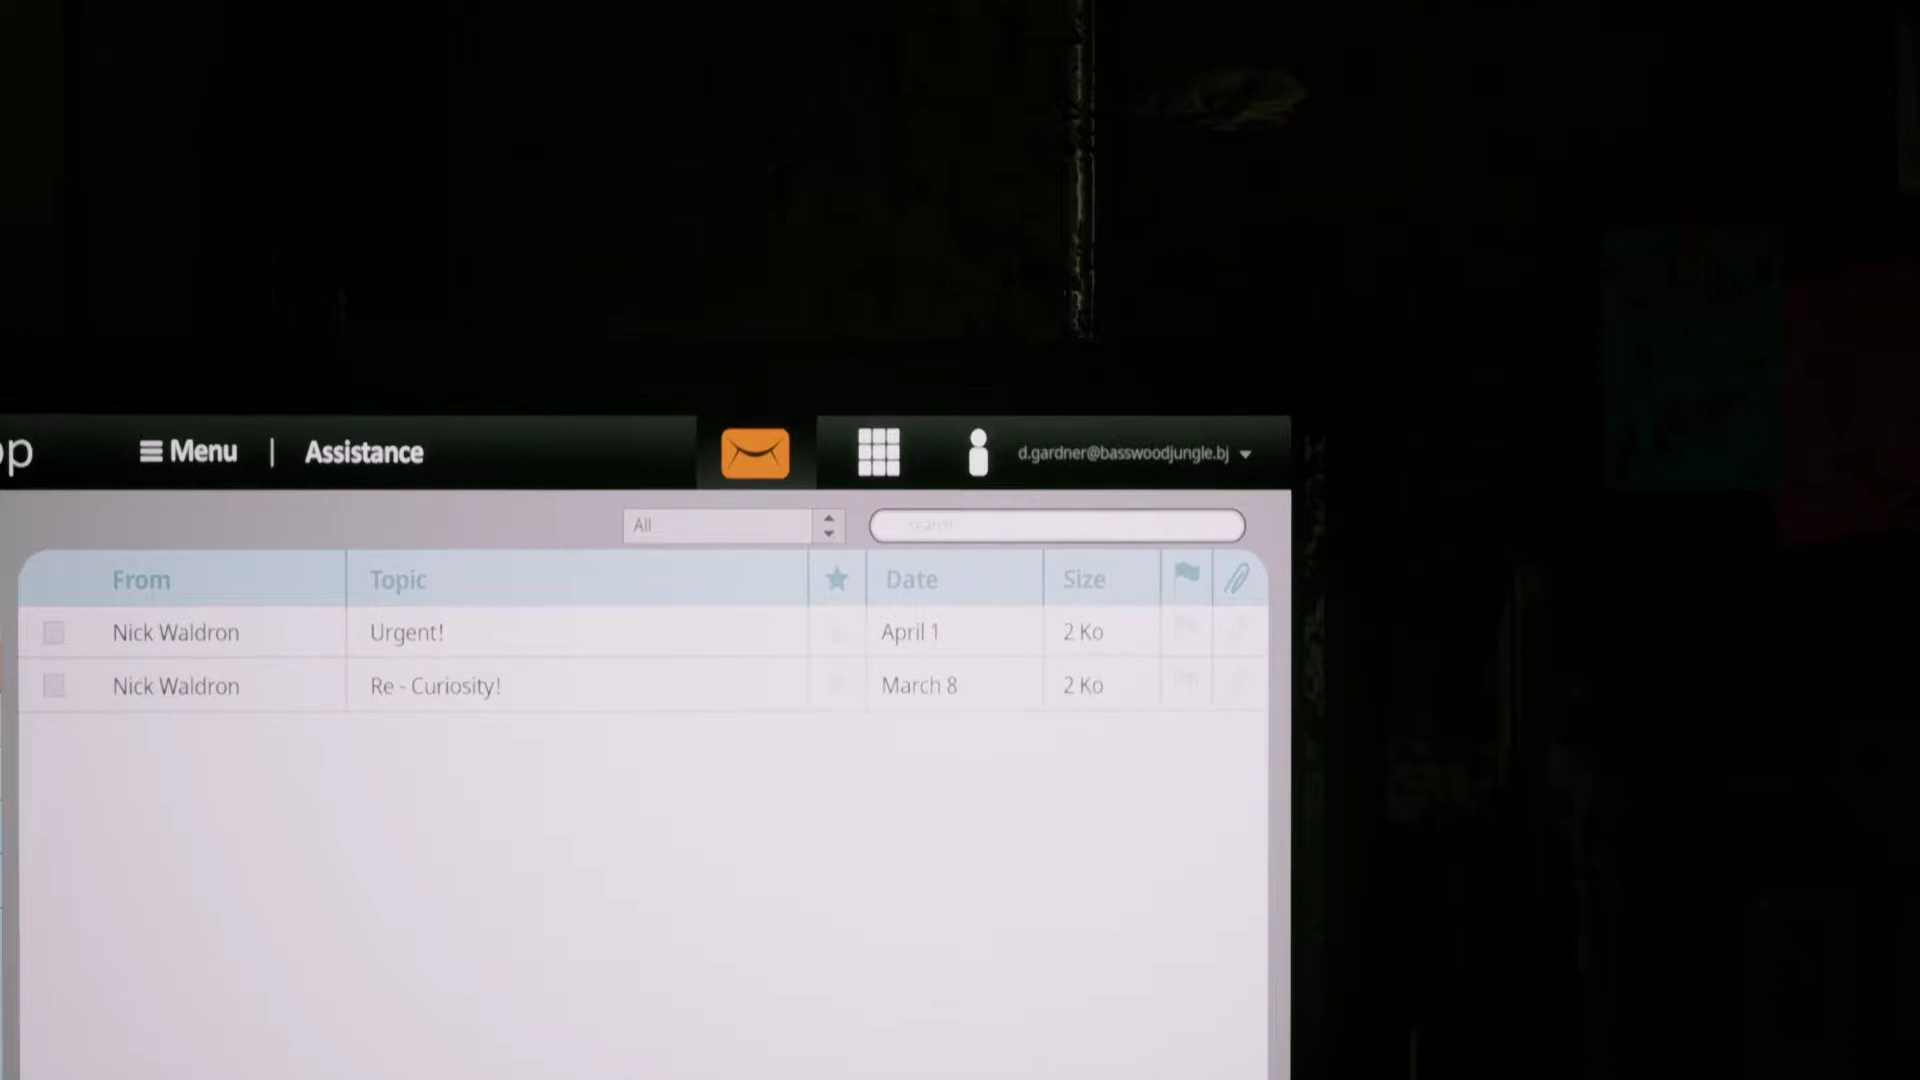 Menu | Assistance d.gardner@basswoodjungle.bj
All search
From Topic Date Size
Nick Waldron Urgent! April 1 2 Ko
Nick Waldron Re - Curiosity! March 8 2 Ko